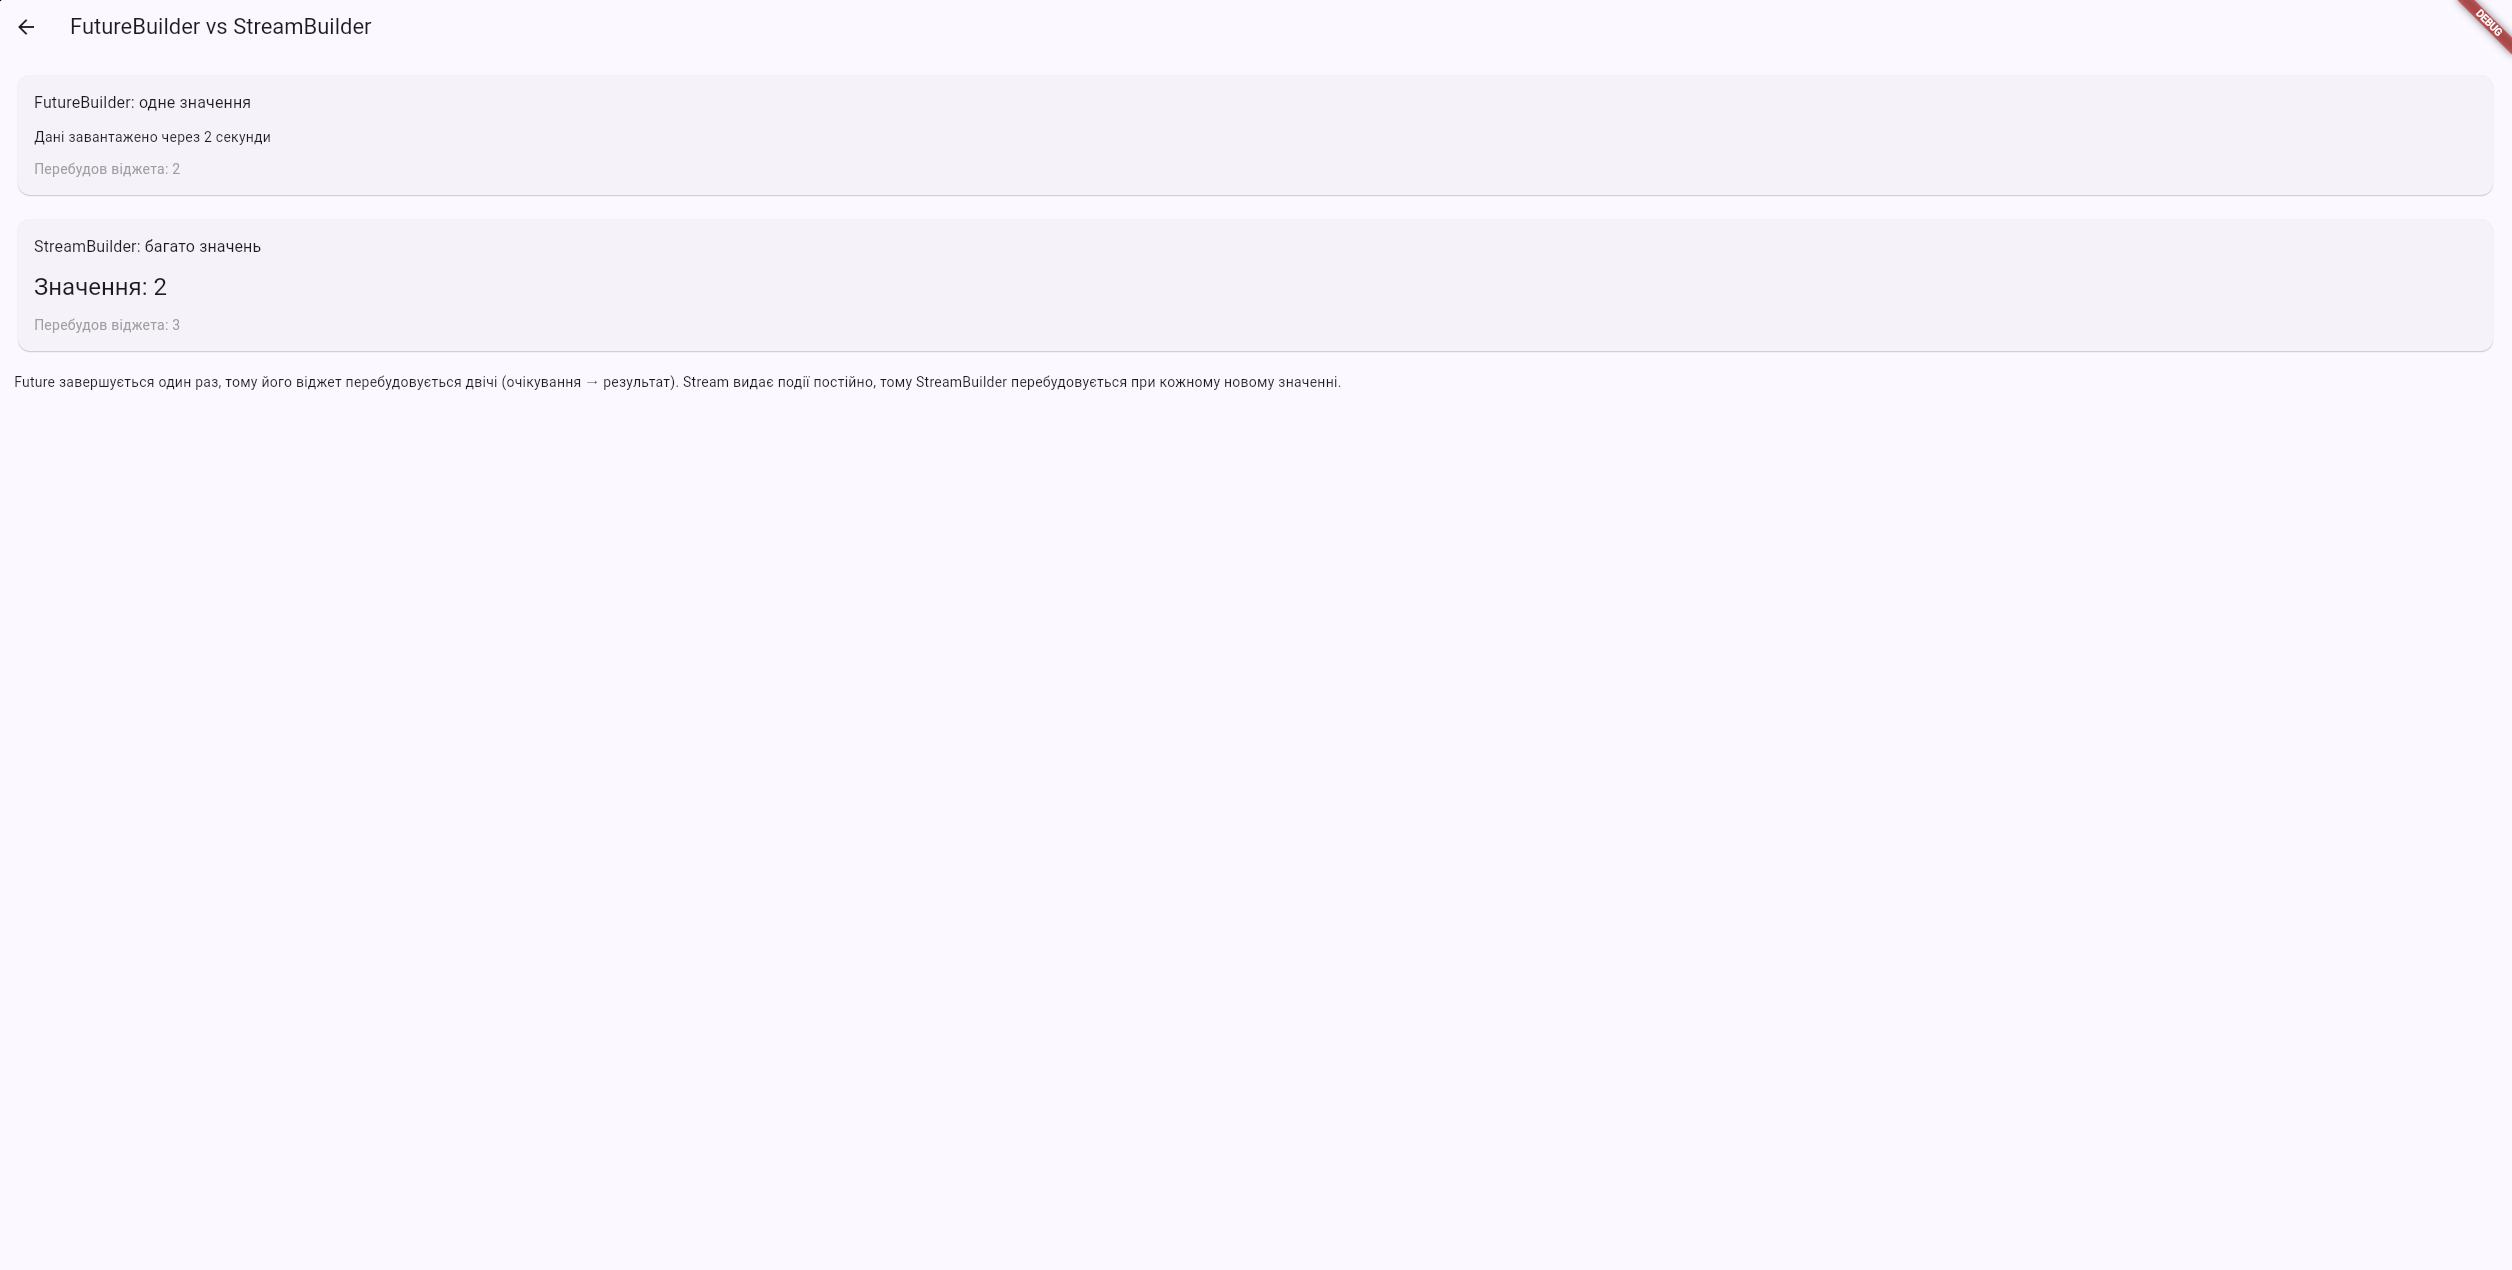 FutureBuilder vs StreamBuilder
DEBUG
FutureBuilder: одне значення
Дані завантажено через 2 секунди
Перебудов віджета: 2
StreamBuilder: багато значень
Значення: 2
Перебудов віджета: 3
Future завершується один раз, тому його віджет перебудовується двічі (очікування → результат). Stream видає події постійно, тому StreamBuilder перебудовується при кожному новому значенні.